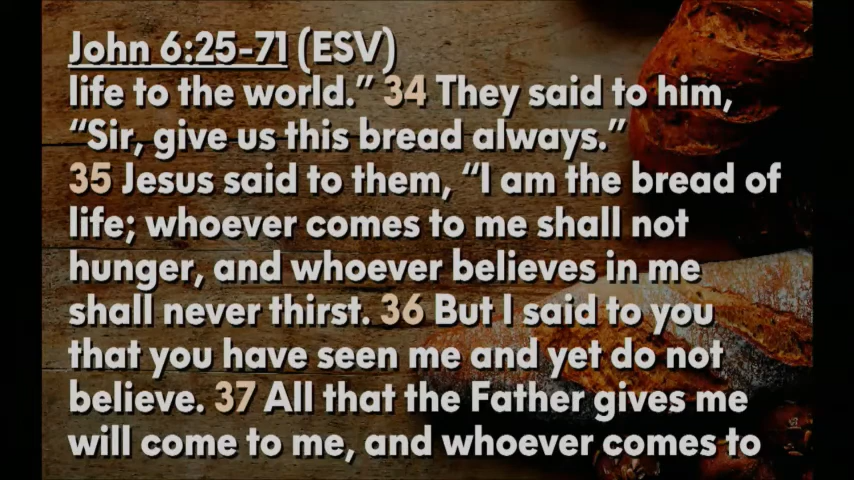 John 6:25-71 (ESV)
life to the world.” 34 They said to him,
“Sir, give us this bread always.”
35 Jesus said to them, “I am the bread of
life; whoever comes to me shall not
hunger, and whoever believes in me
shall never thirst. 36 But I said to you
that you have seen me and yet do not
believe. 37 All that the Father gives me
will come to me, and whoever comes to